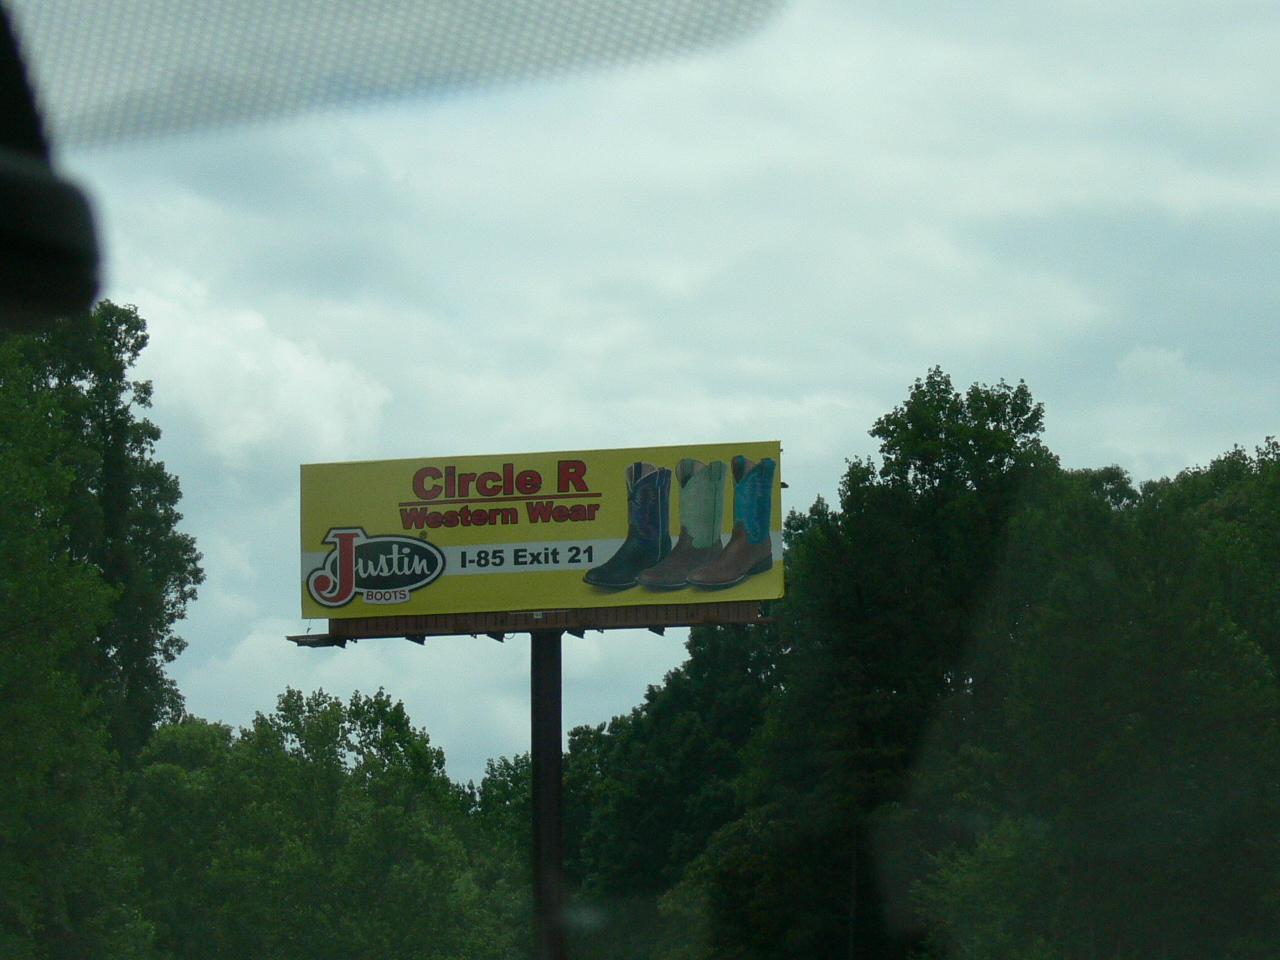 CIrcle R
Western Wear
Justin
BOOTS
I-85 Exit 21